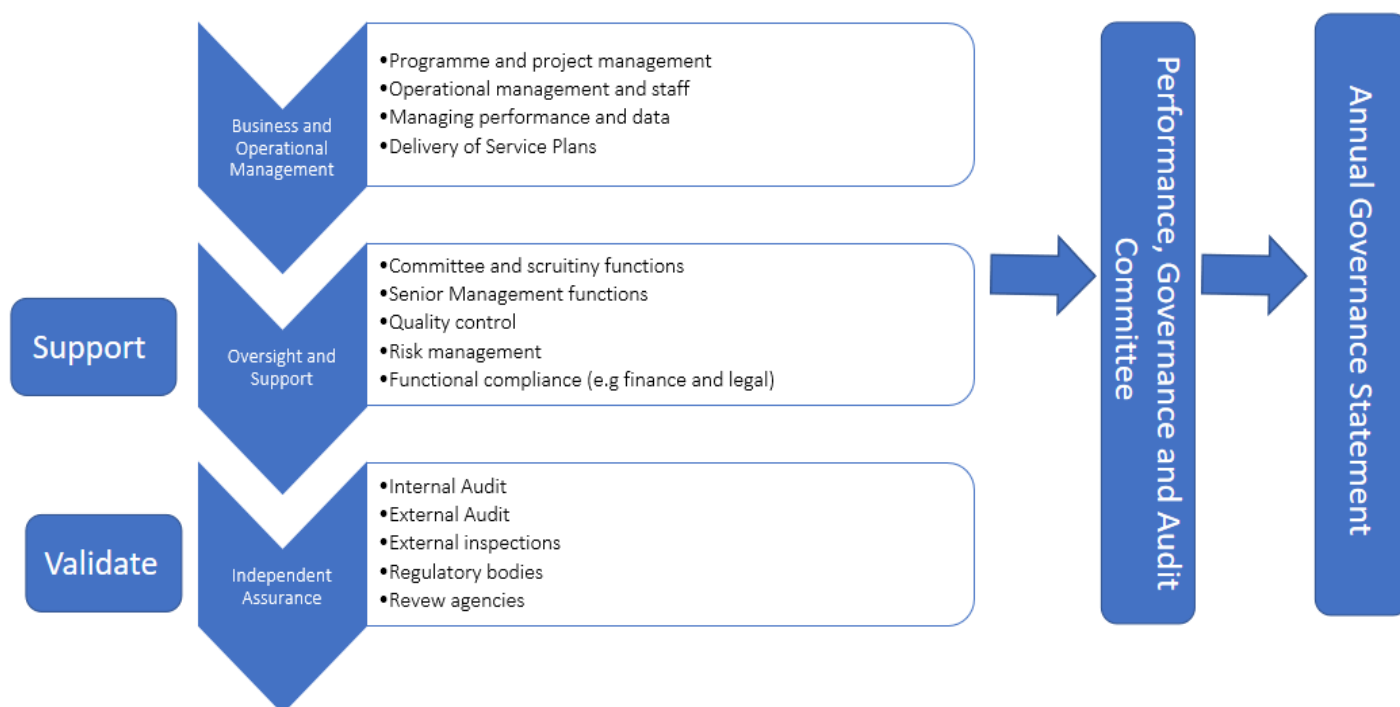 Business and
Operational
Management
•Programme and project management
•Operational management and staff
•Managing performance and data
•Delivery of Service Plans
Support
Oversight and
Support
•Committee and scruitiny functions
•Senior Management functions
•Quality control
•Risk management
•Functional compliance (e.g finance and legal)
Validate
Independent
Assurance
•Internal Audit
•External Audit
•External inspections
•Regulatory bodies
•Revew agencies
Performance, Governance and Audit
Committee
Annual Governance Statement